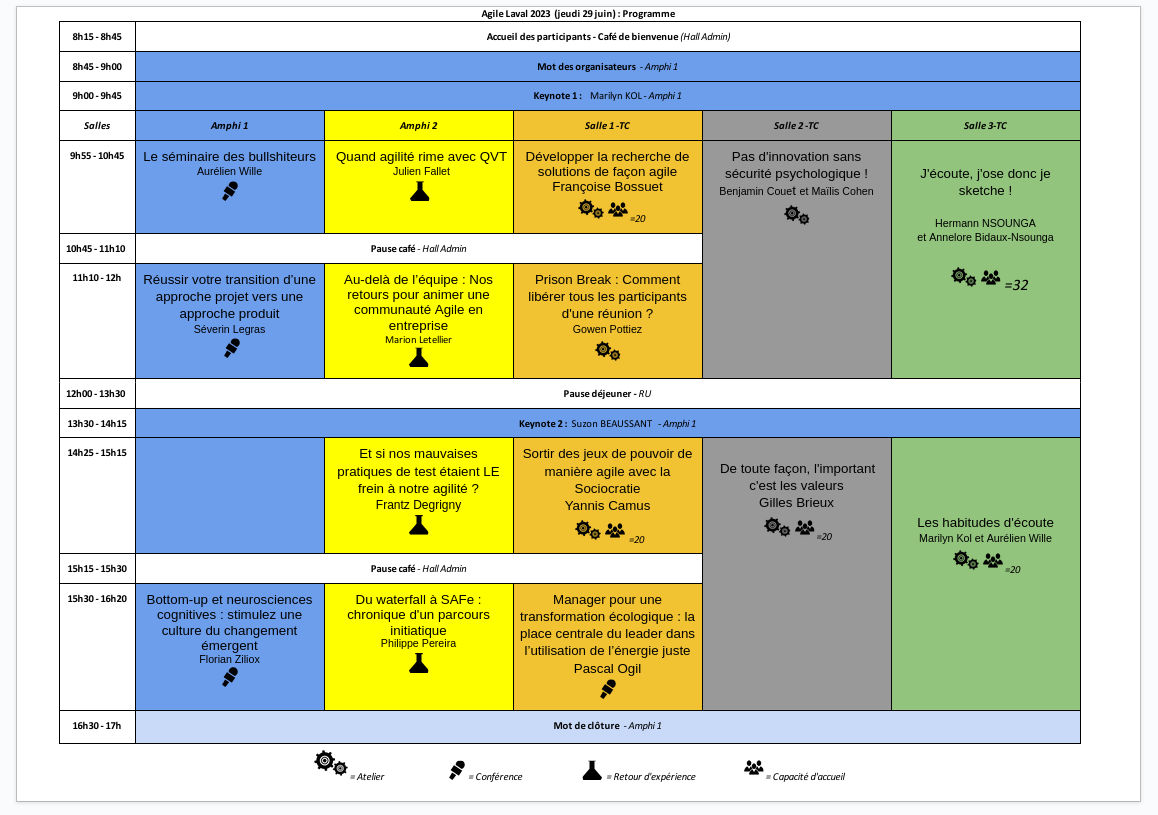 Agile Laval 2023 (jeudi 29 juin) : Programme
8h15 - 8h45
Accueil des participants - Café de bienvenue (Hall Admin)
8h45 - 9h00
Mot des organisateurs - Amphi 1
9h00 - 9h45
Keynote 1 : Marilyn KOL - Amphi 1
Salles
Amphi 1
Amphi 2
Salle 1 -TC
Salle 2 -TC
Salle 3-TC
9h55 - 10h45
Le séminaire des bullshiteurs
Aurélien Wille
Quand agilité rime avec QVT
Julien Fallet
Développer la recherche de
solutions de façon agile
Françoise Bossuet
=20
Pas d'innovation sans
sécurité psychologique !
Benjamin Couet et Maïlis Cohen
J'écoute, j'ose donc je
sketche !
Hermann NSOUNGA
et Annelore Bidaux-Nsounga
=32
10h45 - 11h10
Pause café - Hall Admin
11h10 - 12h
Réussir votre transition d’une
approche projet vers une
approche produit
Séverin Legras
Au-delà de l’équipe : Nos
retours pour animer une
communauté Agile en
entreprise
Marion Letellier
Prison Break : Comment
libérer tous les participants
d'une réunion ?
Gowen Pottiez
12h00 - 13h30
Pause déjeuner - RU
13h30 - 14h15
Keynote 2 : Suzon BEAUSSANT - Amphi 1
14h25 - 15h15
Et si nos mauvaises
pratiques de test étaient LE
frein à notre agilité ?
Frantz Degrigny
Sortir des jeux de pouvoir de
manière agile avec la
Sociocratie
Yannis Camus
=20
De toute façon, l'important
c'est les valeurs
Gilles Brieux
=20
Les habitudes d'écoute
Marilyn Kol et Aurélien Wille
=20
15h15 - 15h30
Pause café - Hall Admin
15h30 - 16h20
Bottom-up et neurosciences
cognitives : stimulez une
culture du changement
émergent
Florian Ziliox
Du waterfall à SAFe :
chronique d'un parcours
initiatique
Philippe Pereira
Manager pour une
transformation écologique : la
place centrale du leader dans
l’utilisation de l’énergie juste
Pascal Ogil
16h30 - 17h
Mot de clôture - Amphi 1
= Atelier
= Conférence
= Retour d'expérience
= Capacité d'accueil